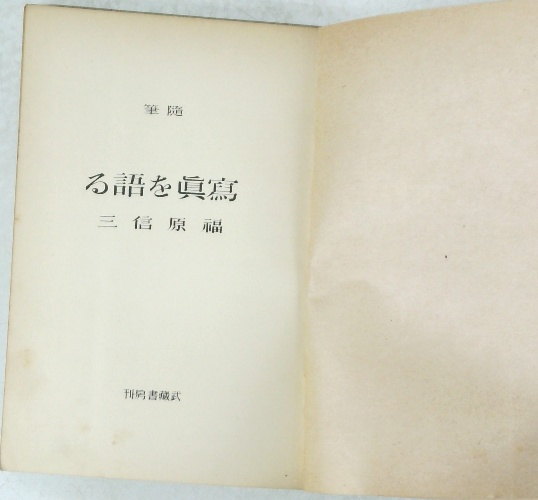 隨筆
寫眞を語る
福原信三
武藏書房刊